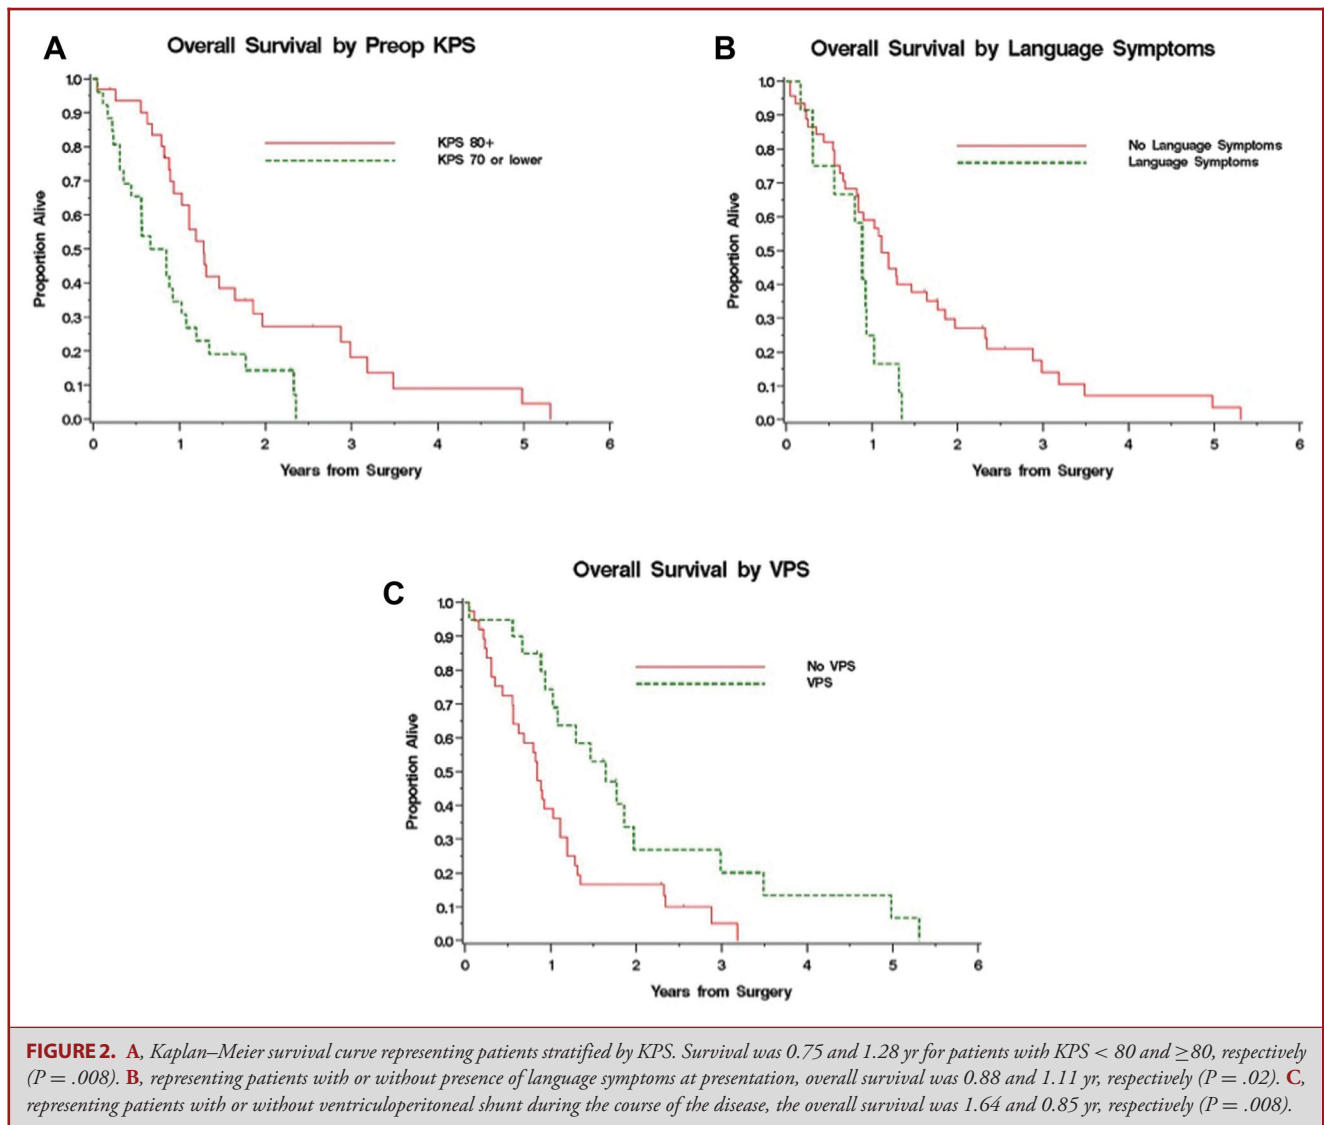 A
Overall Survival by Preop KPS
1.0
0.9
0.8
0.7
0.6
0.5
0.4
0.3
0.2
0.1
0.0
Proportion Alive
KPS 80+
KPS 70 or lower
0 1 2 3 4 5 6
Years from Surgery
B
Overall Survival by Language Symptoms
1.0
0.9
0.8
0.7
0.6
0.5
0.4
0.3
0.2
0.1
0.0
Proportion Alive
No Language Symptoms
Language Symptoms
0 1 2 3 4 5 6
Years from Surgery
C
Overall Survival by VPS
1.0
0.9
0.8
0.7
0.6
0.5
0.4
0.3
0.2
0.1
0.0
Proportion Alive
No VPS
VPS
0 1 2 3 4 5 6
Years from Surgery
FIGURE 2. A, Kaplan–Meier survival curve representing patients stratified by KPS. Survival was 0.75 and 1.28 yr for patients with KPS < 80 and ≥80, respectively
(P = .008). B, representing patients with or without presence of language symptoms at presentation, overall survival was 0.88 and 1.11 yr, respectively (P = .02). C,
representing patients with or without ventriculoperitoneal shunt during the course of the disease, the overall survival was 1.64 and 0.85 yr, respectively (P = .008).